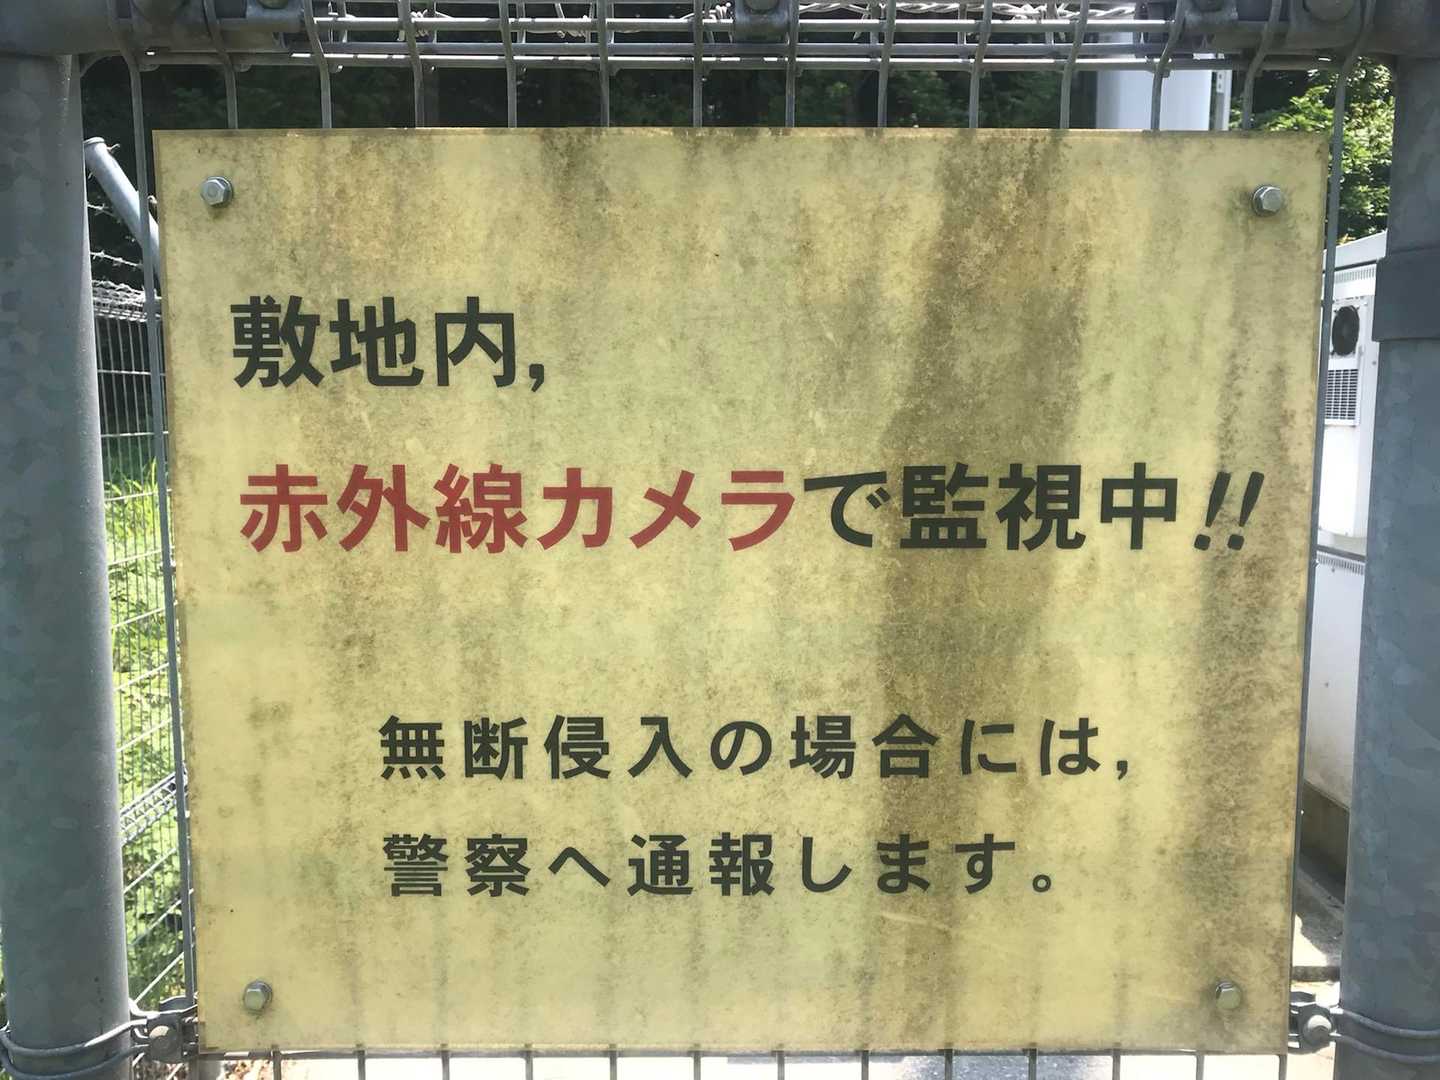 敷地内,
赤外線カメラで監視中!!
無断侵入の場合には,
警察へ通報します。